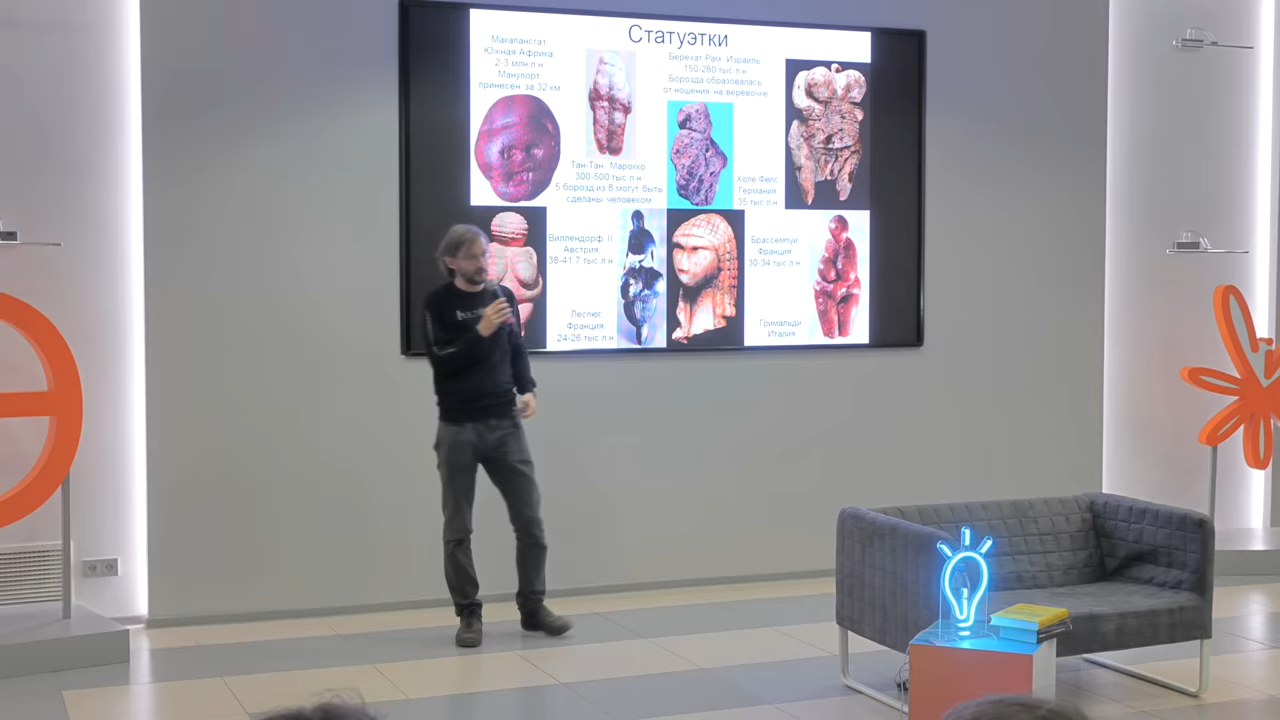 Статуэтки
Макапансгат.
Южная Африка.
2-3 млн.л.н.
Манупорт
принесён за 32 км
Берекат Рам. Израиль.
150-280 тыс.л.н.
Борозда образовалась
от ношения на верёвочке
Тан-Тан. Марокко.
300-500 тыс.л.н.
5 борозд из 8 могут быть
сделаны человеком
Холе Фелс.
Германия.
35 тыс.л.н.
Виллендорф II.
Австрия.
38-41.7 тыс.л.н.
Брассемпуи.
Франция.
30-34 тыс.л.н.
Леспюг.
Франция.
24-26 тыс.л.н.
Гримальди.
Италия.